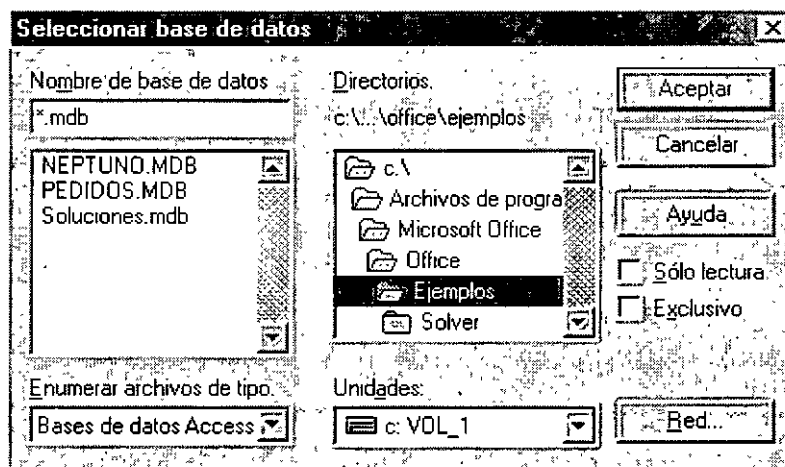 Seleccionar base de datos
Nombre de base de datos
*.mdb
NEPTUNO.MDB
PEDIDOS.MDB
Soluciones.mdb
Enumerar archivos de tipo.
Bases de datos Access
Directorios.
c:\...\office\ejemplos
c:\
Archivos de progra
Microsoft Office
Office
Ejemplos
Solver
Unidades:
c: VOL_1
Aceptar
Cancelar
Ayuda
Sólo lectura
Exclusivo
Red...